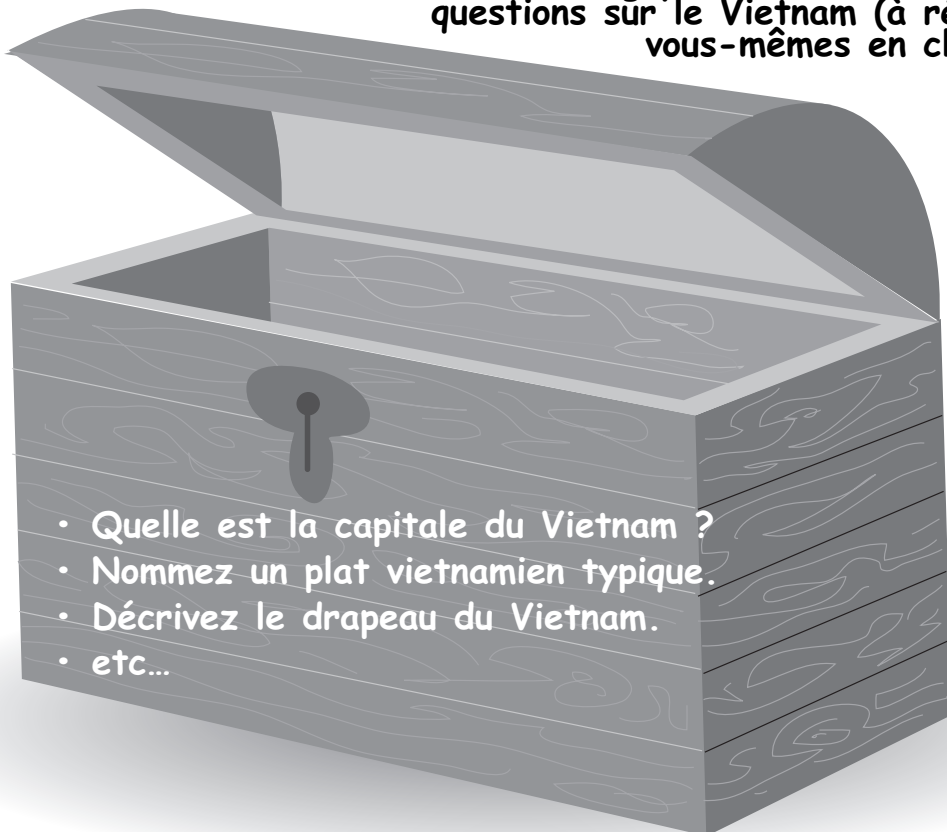 questions sur le Vietnam (à
vous-mêmes en
• Quelle est la capitale du Vietnam ?
• Nommez un plat vietnamien typique.
• Décrivez le drapeau du Vietnam.
• etc...